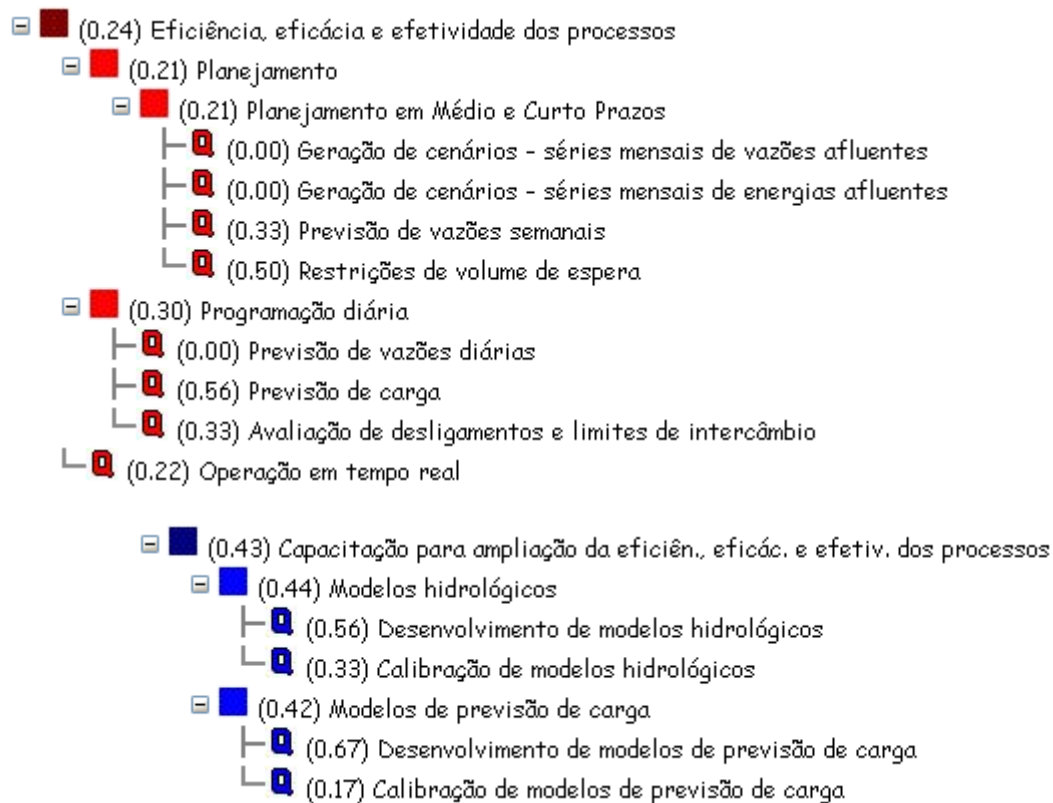 (0.24) Eficiência, eficácia e efetividade dos processos
(0.21) Planejamento
(0.21) Planejamento em Médio e Curto Prazos
Q (0.00) Geração de cenários - séries mensais de vazões afluentes
Q (0.00) Geração de cenários - séries mensais de energias afluentes
Q (0.33) Previsão de vazões semanais
Q (0.50) Restrições de volume de espera
(0.30) Programação diária
Q (0.00) Previsão de vazões diárias
Q (0.56) Previsão de carga
Q (0.33) Avaliação de desligamentos e limites de intercâmbio
Q (0.22) Operação em tempo real
(0.43) Capacitação para ampliação da eficiên., eficác. e efetiv. dos processos
(0.44) Modelos hidrológicos
Q (0.56) Desenvolvimento de modelos hidrológicos
Q (0.33) Calibração de modelos hidrológicos
(0.42) Modelos de previsão de carga
Q (0.67) Desenvolvimento de modelos de previsão de carga
Q (0.17) Calibração de modelos de previsão de carga